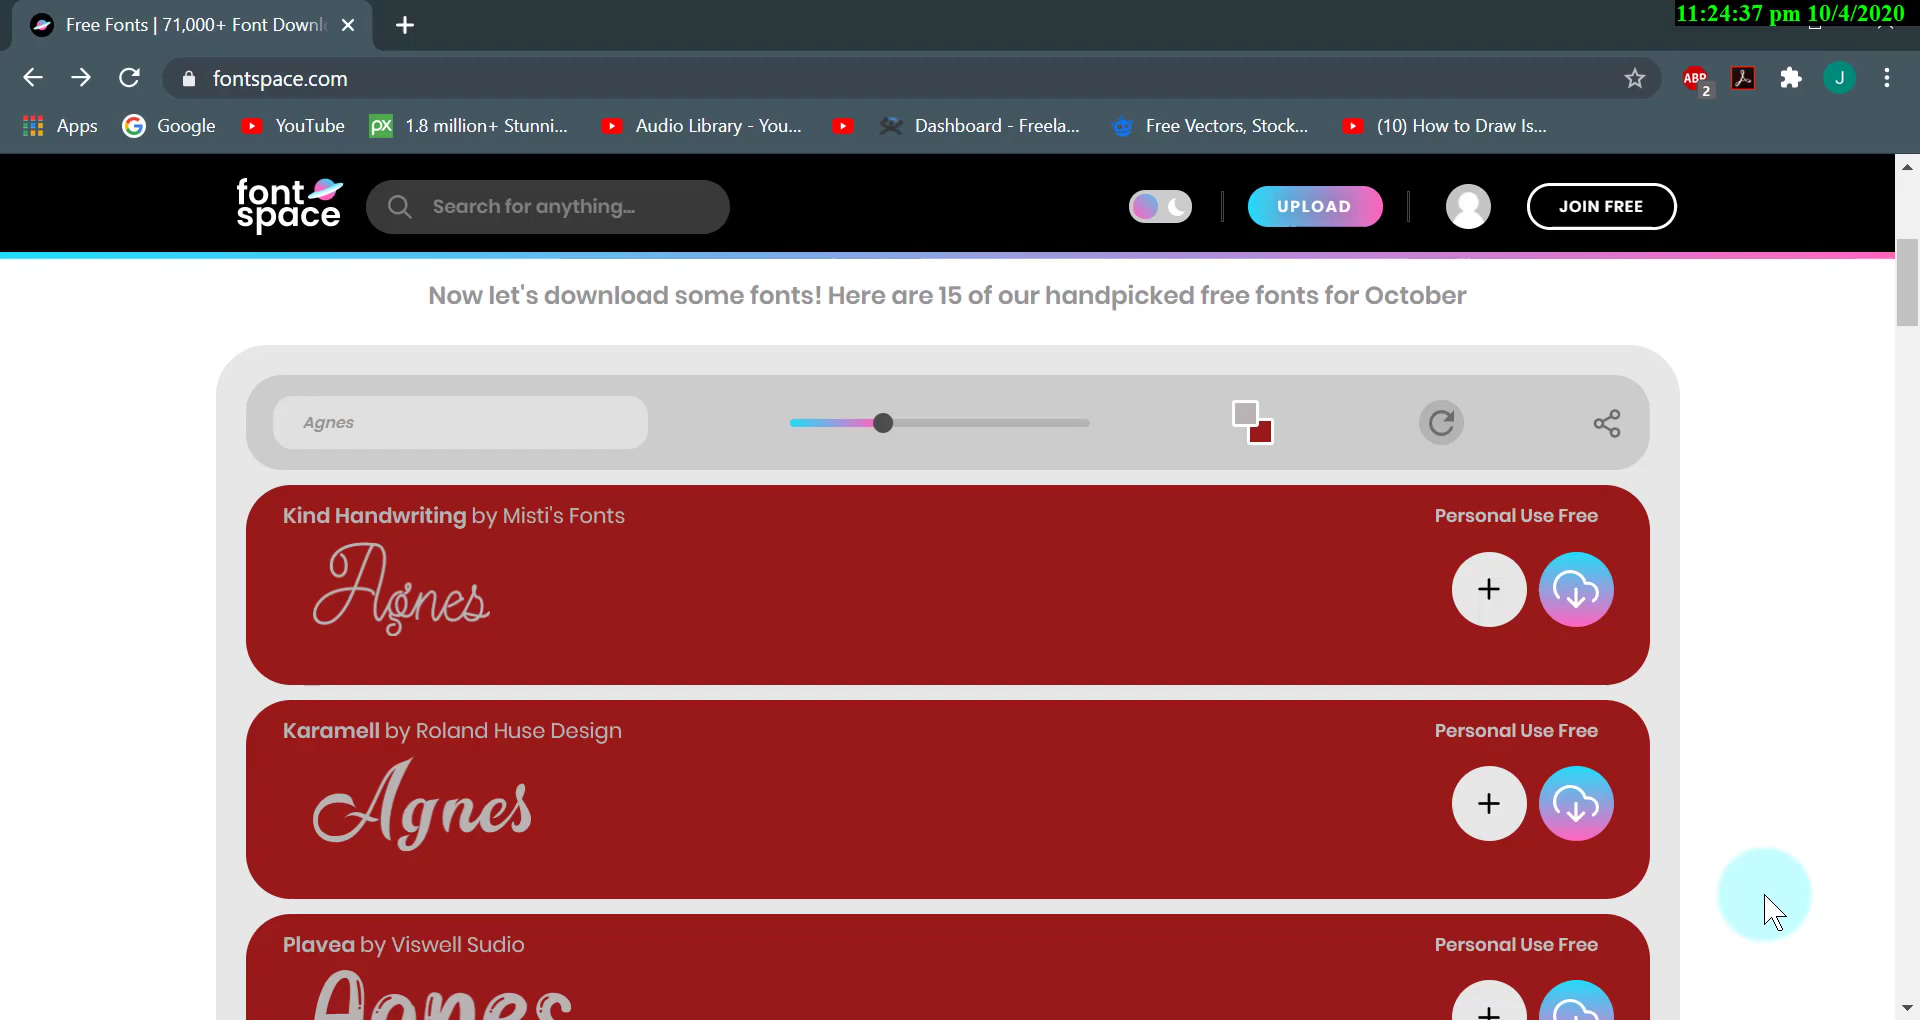 Free Fonts | 71,000+ Font Downl
11:24:37 pm 10/4/2020
fontspace.com
ABP
2
J
Apps
Google
YouTube
px
1.8 million+ Stunni...
Audio Library - You...
Dashboard - Freela...
Free Vectors, Stock...
(10) How to Draw Is...
font
space
Search for anything...
UPLOAD
JOIN FREE
Now let's download some fonts! Here are 15 of our handpicked free fonts for October
Agnes
Kind Handwriting by Misti's Fonts
Personal Use Free
Agnes
Karamell by Roland Huse Design
Personal Use Free
Agnes
Plavea by Viswell Sudio
Personal Use Free
Agnes